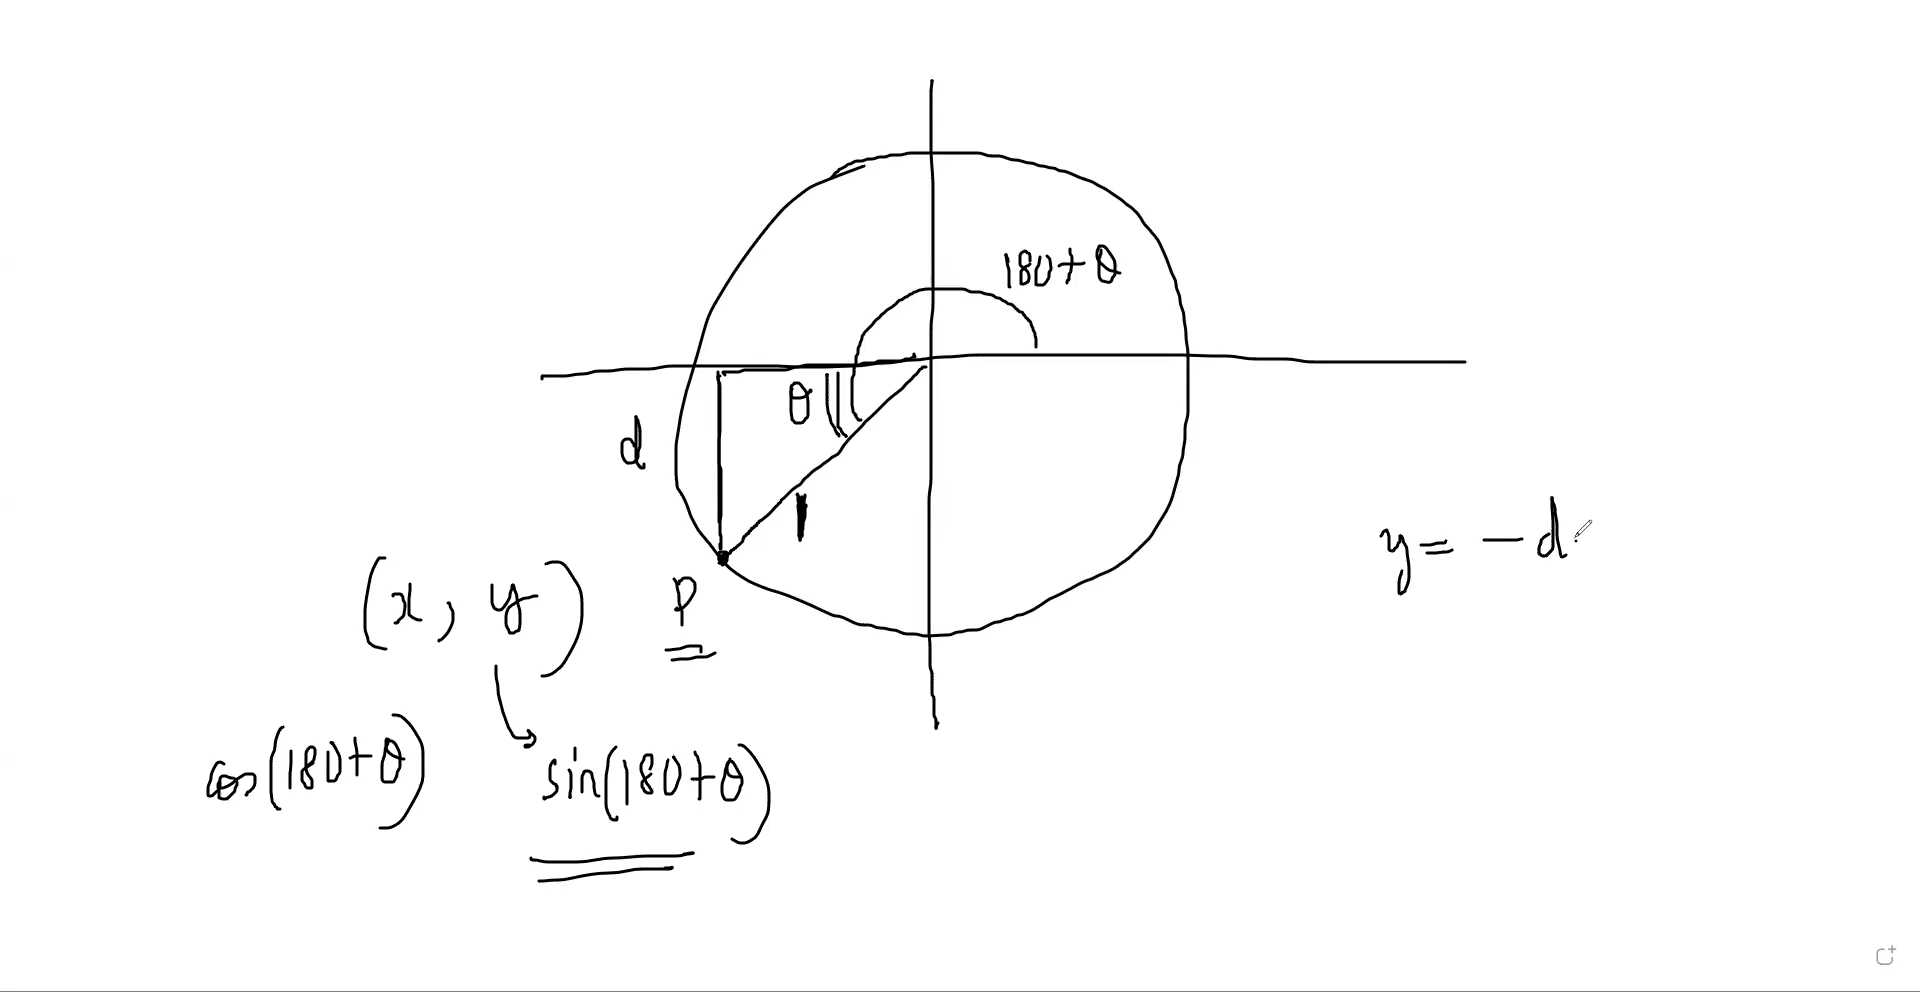 180+θ
θ
d
1
y = -d
(x, y)
P
cos(180+θ)
sin(180+θ)